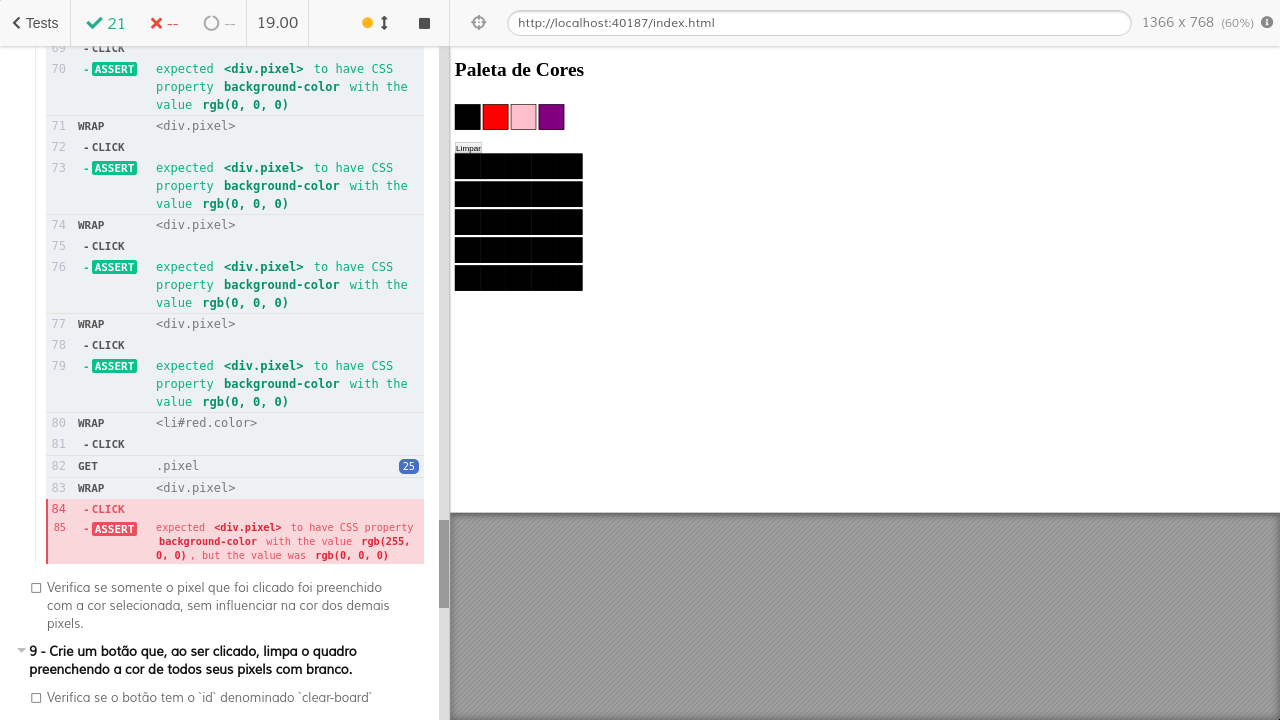 Tests
21
--
--
19.00
http://localhost:40187/index.html
1366 x 768 (60%)
69 - CLICK
70 - ASSERT expected <div.pixel> to have CSS
property background-color with the
value rgb(0, 0, 0)
71 WRAP <div.pixel>
72 - CLICK
73 - ASSERT expected <div.pixel> to have CSS
property background-color with the
value rgb(0, 0, 0)
74 WRAP <div.pixel>
75 - CLICK
76 - ASSERT expected <div.pixel> to have CSS
property background-color with the
value rgb(0, 0, 0)
77 WRAP <div.pixel>
78 - CLICK
79 - ASSERT expected <div.pixel> to have CSS
property background-color with the
value rgb(0, 0, 0)
80 WRAP <li#red.color>
81 - CLICK
82 GET .pixel 25
83 WRAP <div.pixel>
84 - CLICK
85 - ASSERT expected <div.pixel> to have CSS property
background-color with the value rgb(255,
0, 0), but the value was rgb(0, 0, 0)
Verifica se somente o pixel que foi clicado foi preenchido
com a cor selecionada, sem influenciar na cor dos demais
pixels.
9 - Crie um botão que, ao ser clicado, limpa o quadro
preenchendo a cor de todos seus pixels com branco.
Verifica se o botão tem o `id` denominado `clear-board`
Paleta de Cores
Limpar